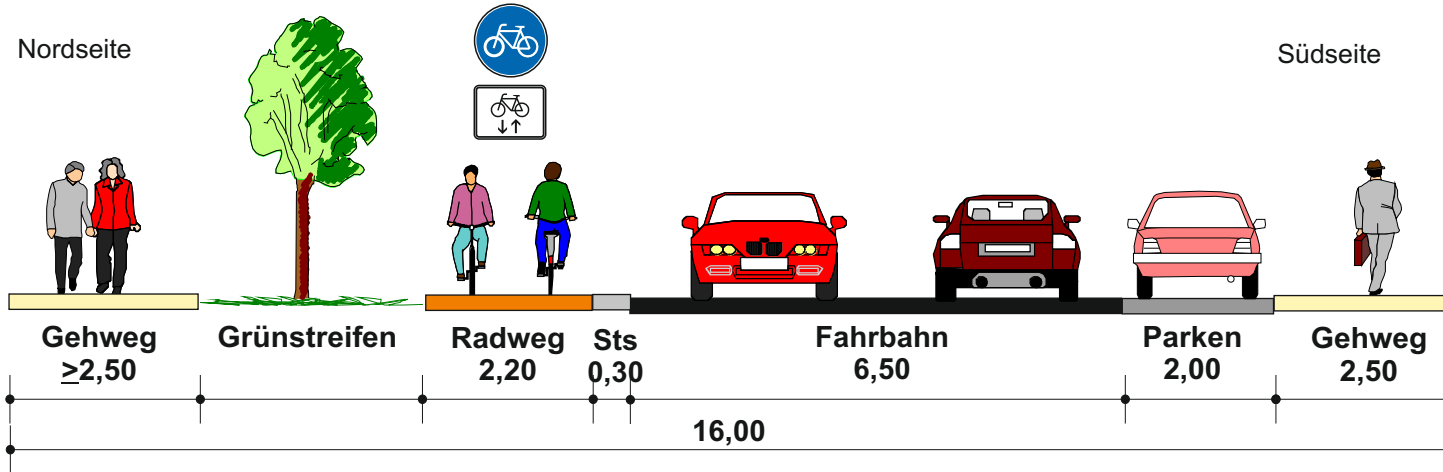 Nordseite
Südseite
Gehweg
≥2,50
Grünstreifen
Radweg
2,20
Sts
0,30
Fahrbahn
6,50
Parken
2,00
Gehweg
2,50
16,00